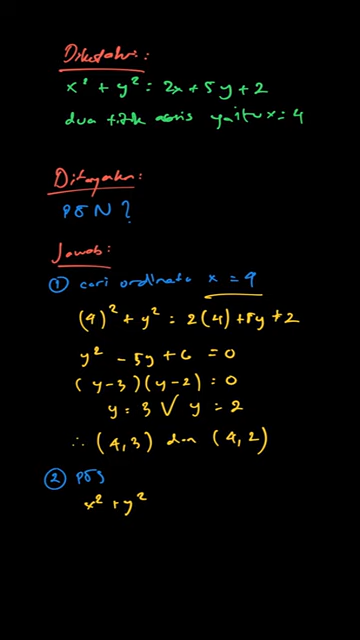 Diketahui:
x² + y² = 2x + 5y + 2
dua titik absis yaitu x = 4
Ditanyakan:
PGN?
Jawab:
① cari ordinat x = 4
(4)² + y² = 2(4) + 5y + 2
y² - 5y + 6 = 0
(y-3)(y-2) = 0
y = 3 ∨ y = 2
∴ (4,3) dan (4,2)
② PGS
x² + y²